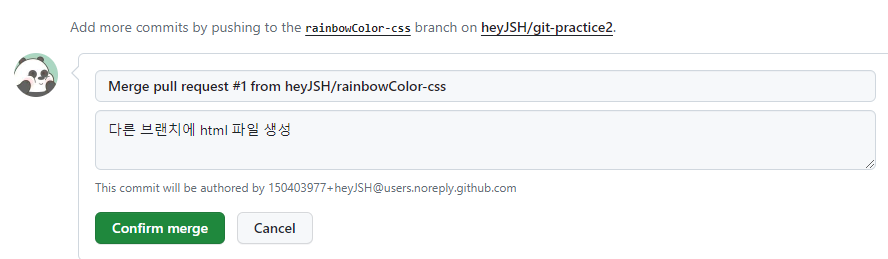 Add more commits by pushing to the rainbowColor-css branch on heyJSH/git-practice2.
Merge pull request #1 from heyJSH/rainbowColor-css
다른 브랜치에 html 파일 생성
This commit will be authored by 150403977+heyJSH@users.noreply.github.com
Confirm merge Cancel